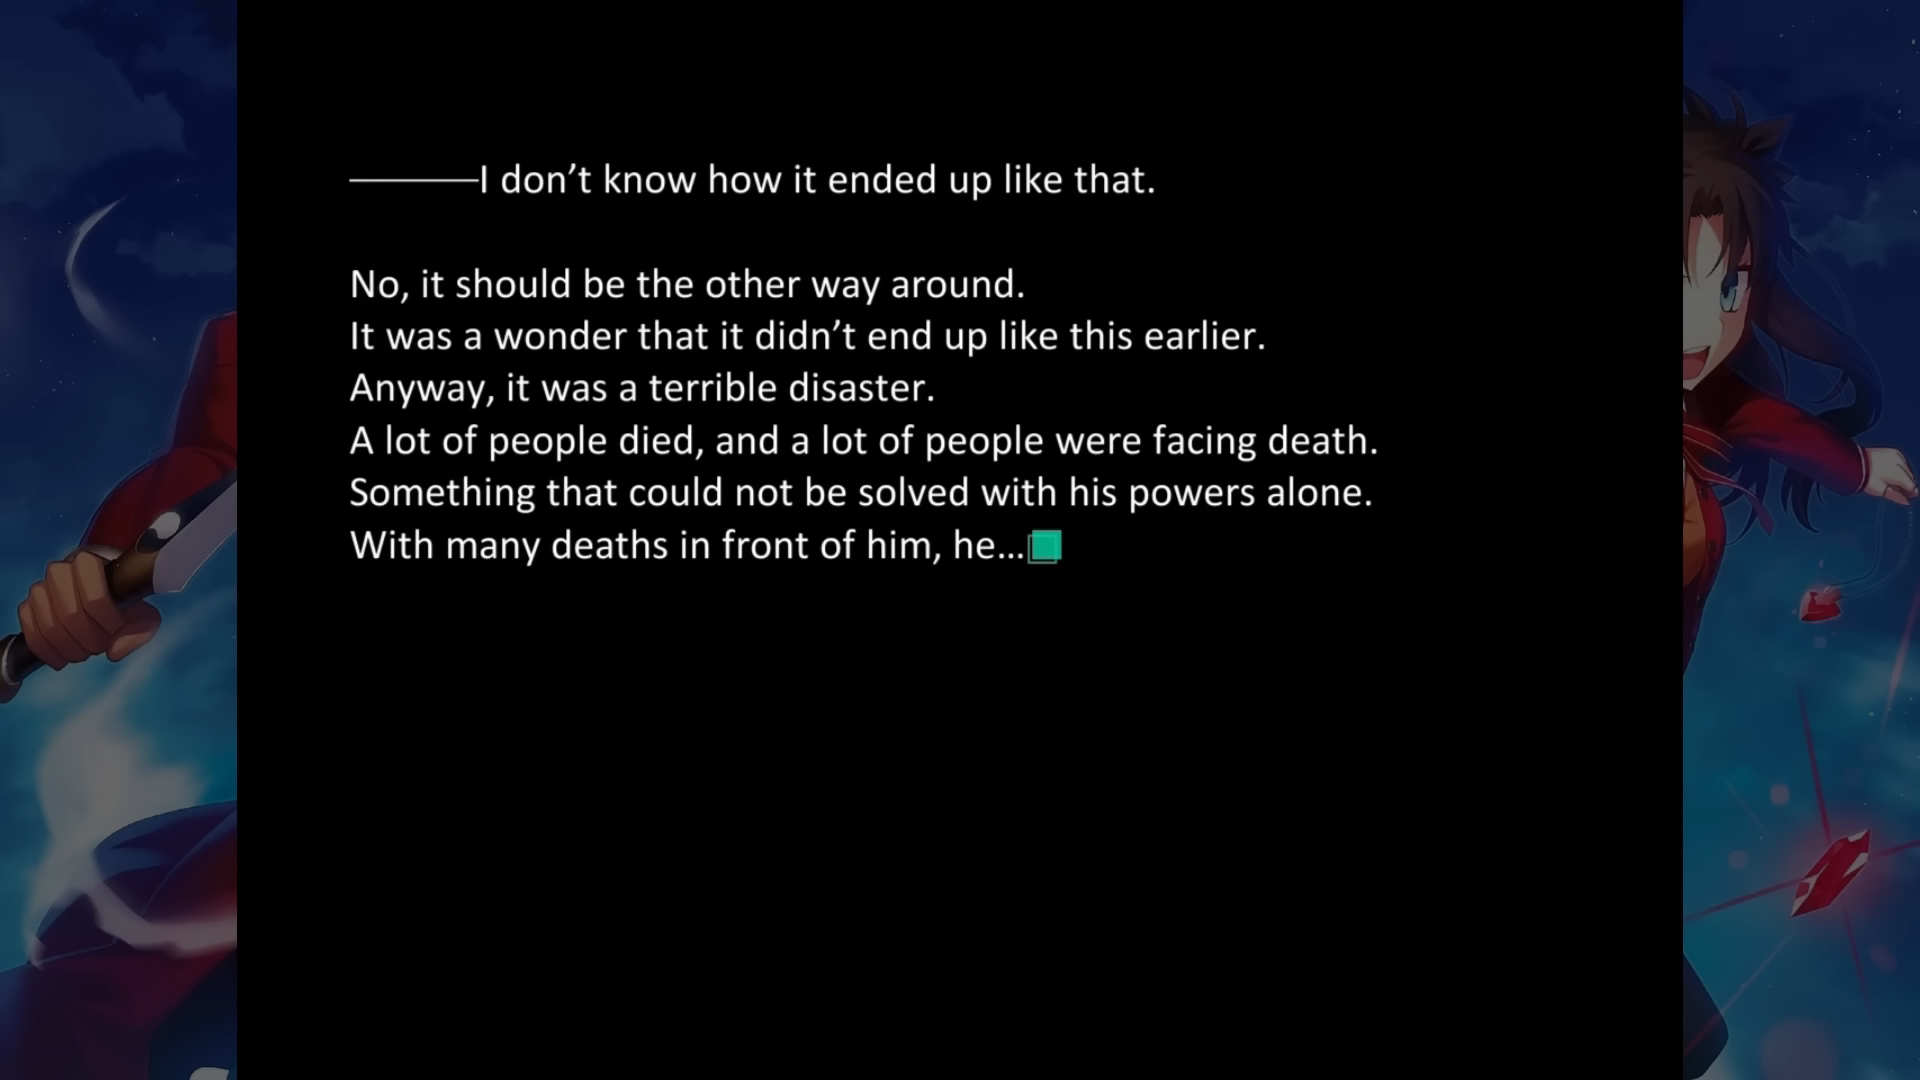 ————I don’t know how it ended up like that.
No, it should be the other way around.
It was a wonder that it didn’t end up like this earlier.
Anyway, it was a terrible disaster.
A lot of people died, and a lot of people were facing death.
Something that could not be solved with his powers alone.
With many deaths in front of him, he…